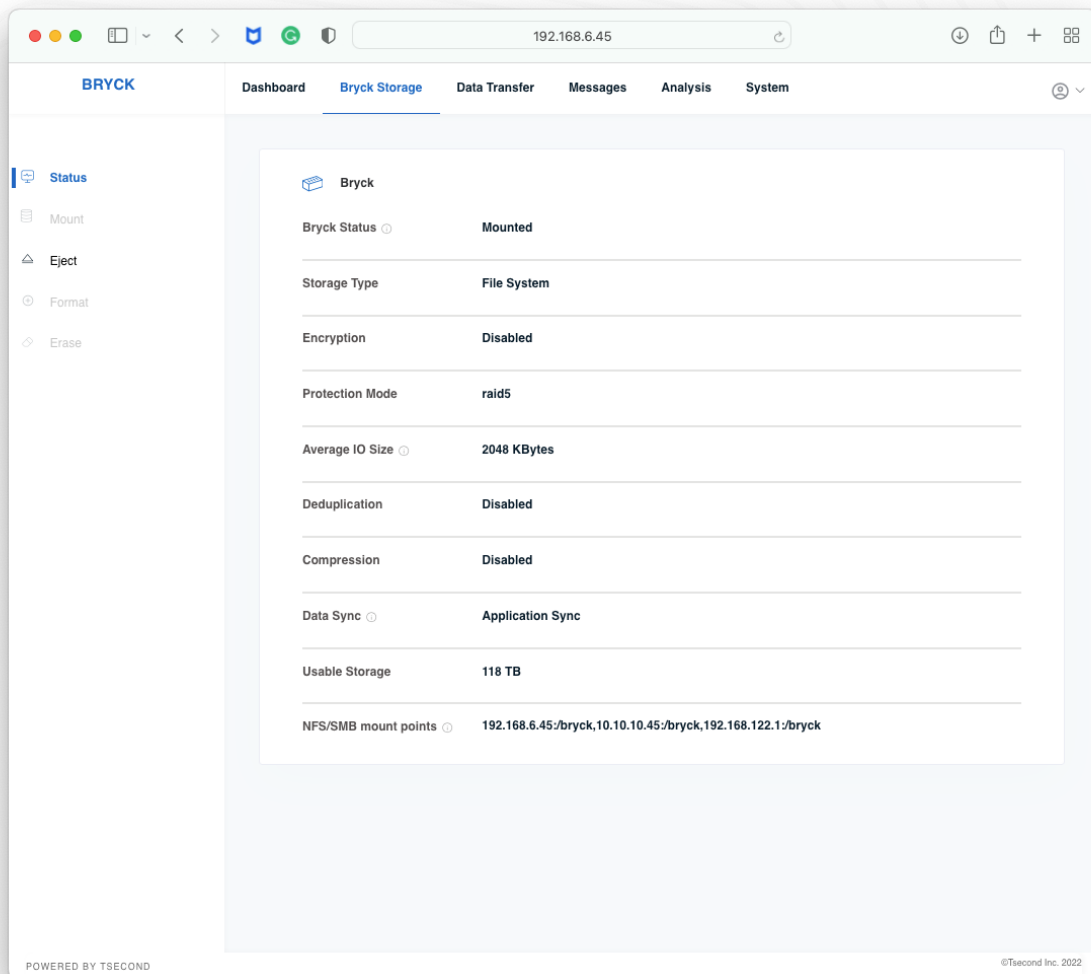 192.168.6.45
BRYCK
Dashboard Bryck Storage Data Transfer Messages Analysis System
Status
Mount
Eject
Format
Erase
Bryck
Bryck Status Mounted
Storage Type File System
Encryption Disabled
Protection Mode raid5
Average IO Size 2048 KBytes
Deduplication Disabled
Compression Disabled
Data Sync Application Sync
Usable Storage 118 TB
NFS/SMB mount points 192.168.6.45:/bryck,10.10.10.45:/bryck,192.168.122.1:/bryck
POWERED BY TSECOND
©Tsecond Inc. 2022